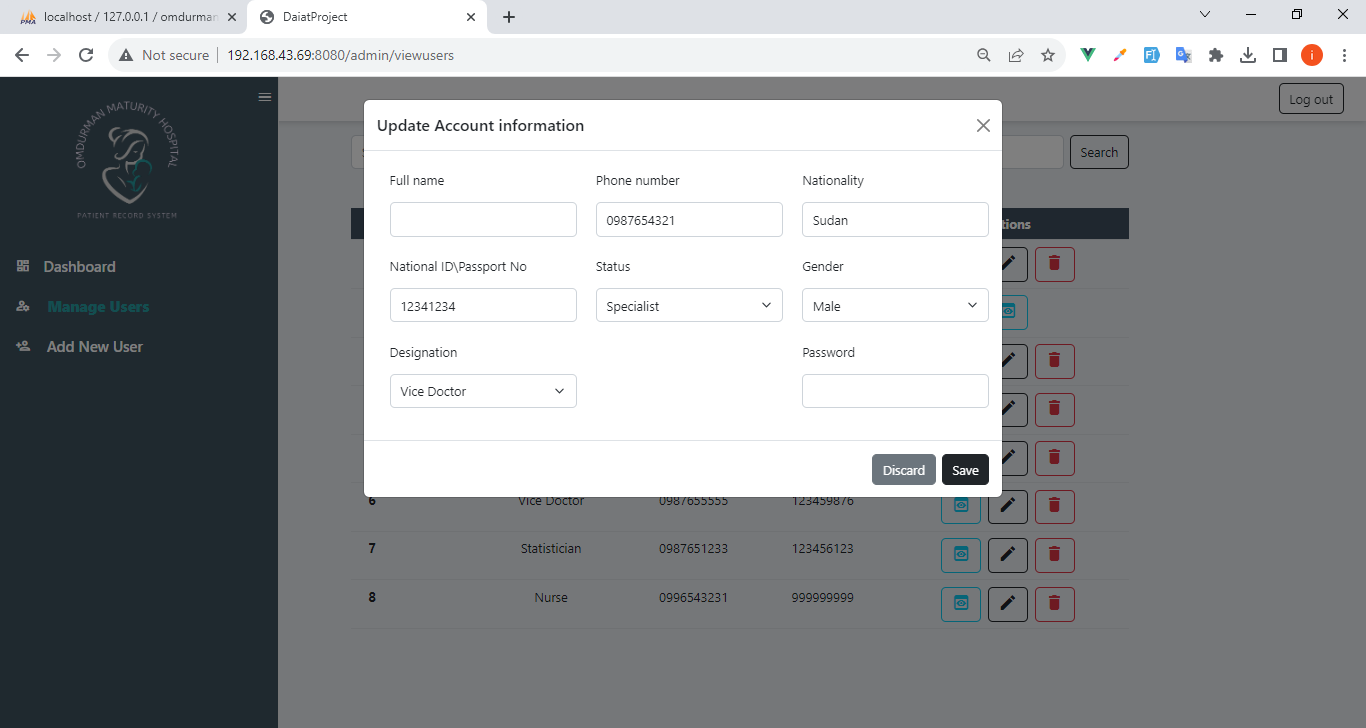 localhost / 127.0.0.1 / omdurman
DaiatProject
Not secure
192.168.43.69:8080/admin/viewusers
OMDURMAN MATURITY HOSPITAL
PATIENT RECORD SYSTEM
Dashboard
Manage Users
Add New User
Log out
Search
Update Account information
Full name
Phone number
Nationality
0987654321
Sudan
National ID\Passport No
Status
Gender
12341234
Specialist
Male
Designation
Password
Vice Doctor
Discard
Save
6 Vice Doctor 0987655555 123459876
7 Statistician 0987651233 123456123
8 Nurse 0996543231 999999999